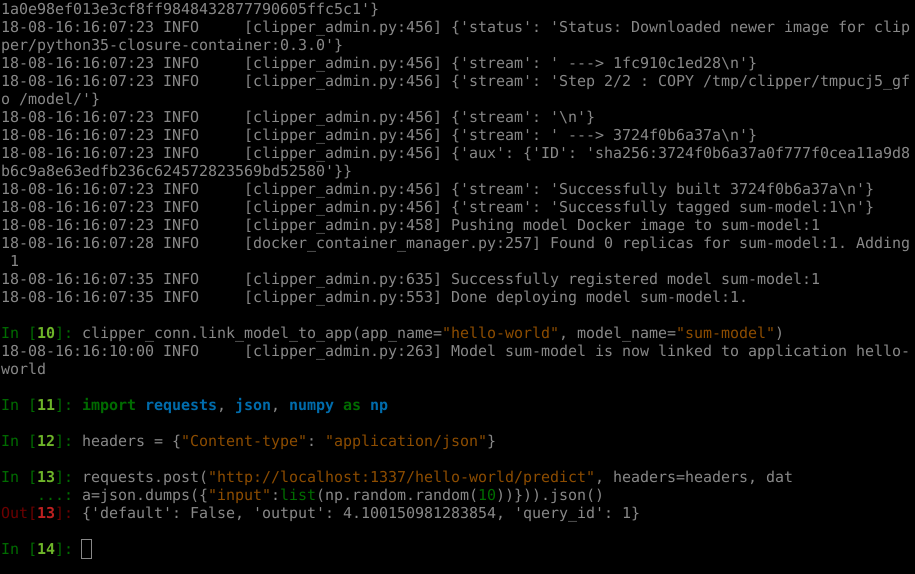 1a0e98ef013e3cf8ff9848432877790605ffc5c1'}
18-08-16:16:07:23 INFO     [clipper_admin.py:456] {'status': 'Status: Downloaded newer image for clip
per/python35-closure-container:0.3.0'}
18-08-16:16:07:23 INFO     [clipper_admin.py:456] {'stream': ' ---> 1fc910c1ed28\n'}
18-08-16:16:07:23 INFO     [clipper_admin.py:456] {'stream': 'Step 2/2 : COPY /tmp/clipper/tmpucj5_gf
o /model/'}
18-08-16:16:07:23 INFO     [clipper_admin.py:456] {'stream': '\n'}
18-08-16:16:07:23 INFO     [clipper_admin.py:456] {'stream': ' ---> 3724f0b6a37a\n'}
18-08-16:16:07:23 INFO     [clipper_admin.py:456] {'aux': {'ID': 'sha256:3724f0b6a37a0f777f0cea11a9d8
b6c9a8e63edfb236c624572823569bd52580'}}
18-08-16:16:07:23 INFO     [clipper_admin.py:456] {'stream': 'Successfully built 3724f0b6a37a\n'}
18-08-16:16:07:23 INFO     [clipper_admin.py:456] {'stream': 'Successfully tagged sum-model:1\n'}
18-08-16:16:07:23 INFO     [clipper_admin.py:458] Pushing model Docker image to sum-model:1
18-08-16:16:07:28 INFO     [docker_container_manager.py:257] Found 0 replicas for sum-model:1. Adding
 1
18-08-16:16:07:35 INFO     [clipper_admin.py:635] Successfully registered model sum-model:1
18-08-16:16:07:35 INFO     [clipper_admin.py:553] Done deploying model sum-model:1.
In [10]: clipper_conn.link_model_to_app(app_name="hello-world", model_name="sum-model")
18-08-16:16:10:00 INFO     [clipper_admin.py:263] Model sum-model is now linked to application hello-
world
In [11]: import requests, json, numpy as np
In [12]: headers = {"Content-type": "application/json"}
In [13]: requests.post("http://localhost:1337/hello-world/predict", headers=headers, dat
    ...: a=json.dumps({"input":list(np.random.random(10))})).json()
Out[13]: {'default': False, 'output': 4.100150981283854, 'query_id': 1}
In [14]: